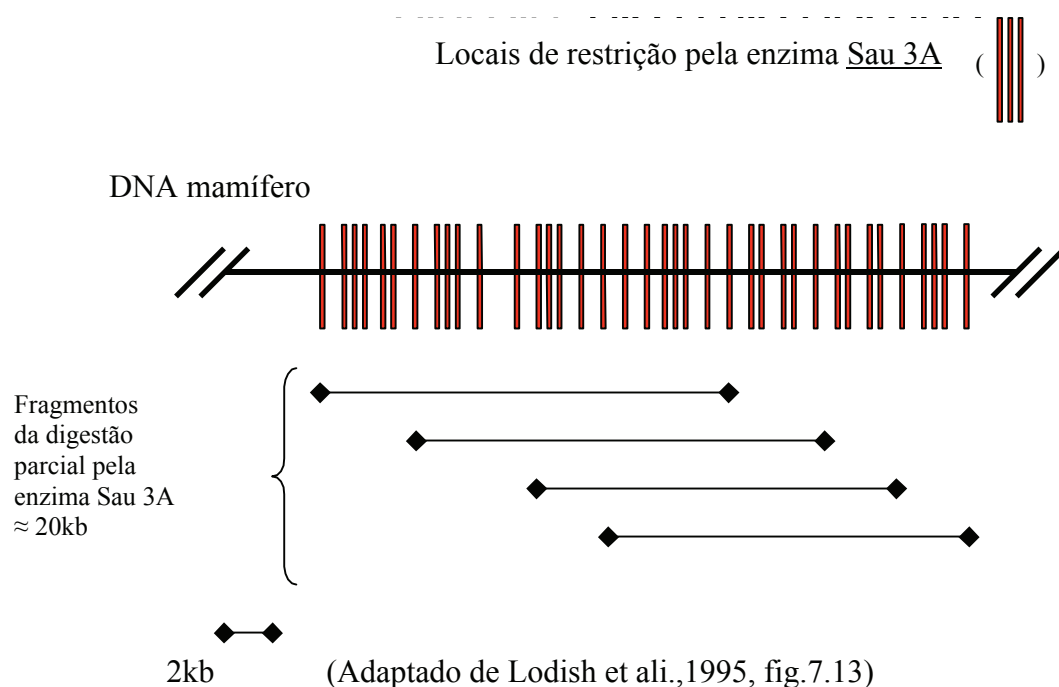 Locais de restrição pela enzima Sau 3A ( )
DNA mamífero
Fragmentos
da digestão
parcial pela
enzima Sau 3A
≈ 20kb
2kb (Adaptado de Lodish et ali.,1995, fig.7.13)